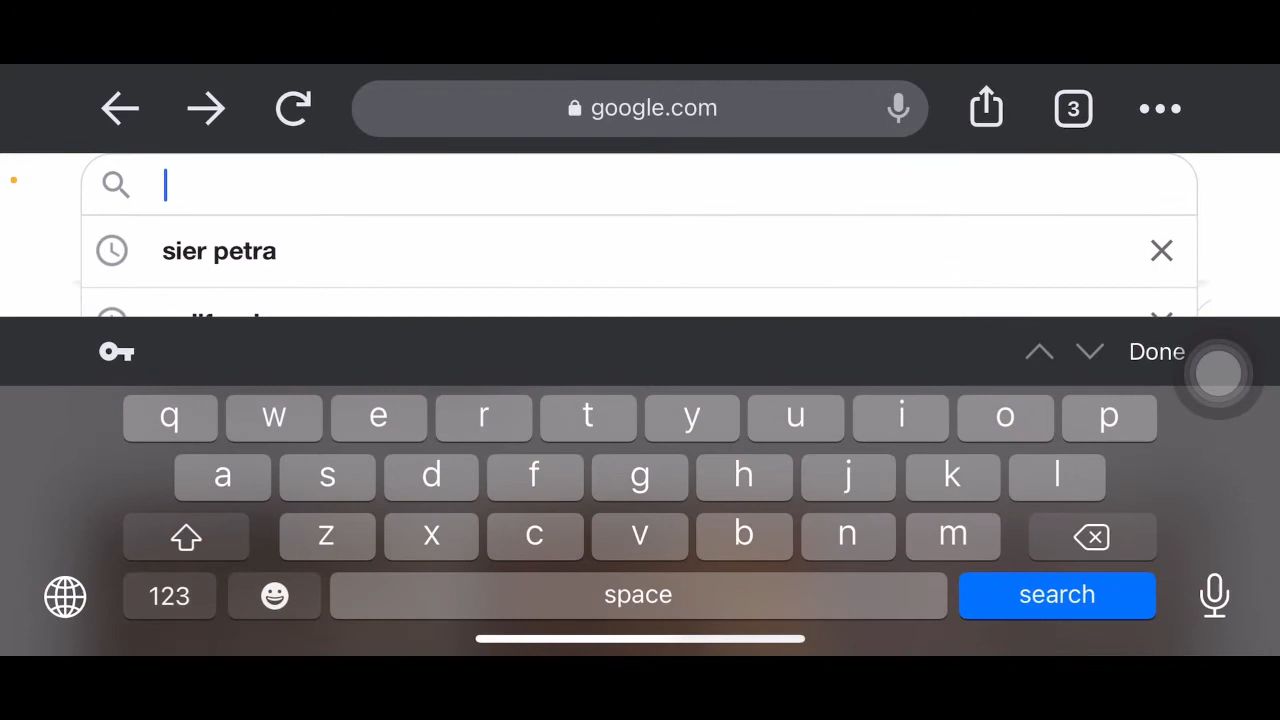 google.com
3
sier petra
Done
q w e r t y u i o p
a s d f g h j k l
z x c v b n m
123 space search